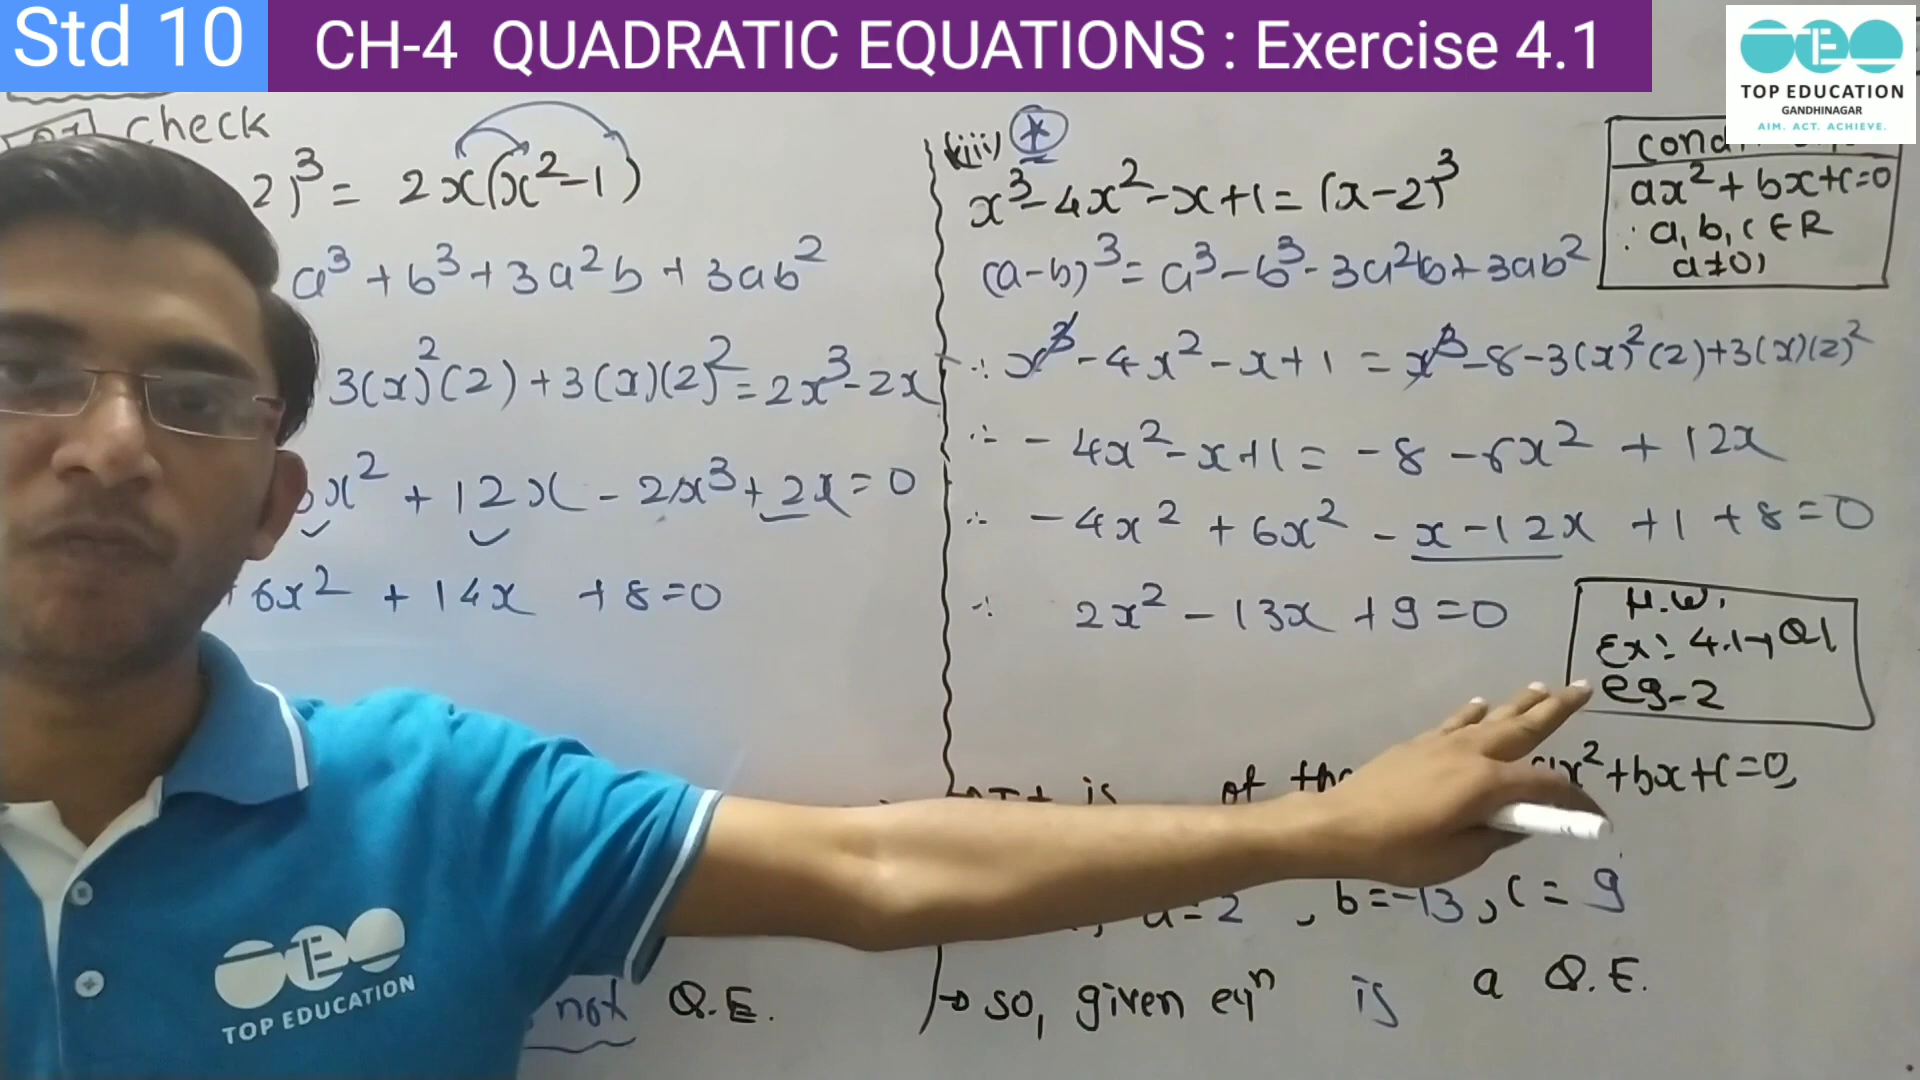 Std 10
CH-4 QUADRATIC EQUATIONS : Exercise 4.1
TOP EDUCATION
GANDHINAGAR
AIM. ACT. ACHIEVE.
check
2)³ = 2x(x²-1)
a³ + b³ + 3a²b + 3ab²
3(x)²(2) + 3(x)(2)² = 2x³ - 2x
x² + 12x - 2x³ + 2x = 0
6x² + 14x + 8 = 0
not Q.E.
(viii)
x³ - 4x² - x + 1 = (x-2)³
(a-b)³ = a³ - b³ - 3a²b + 3ab²
∴ x³ - 4x² - x + 1 = x³ - 8 - 3(x)²(2) + 3(x)(2)²
∴ - 4x² - x + 1 = - 8 - 6x² + 12x
∴ - 4x² + 6x² - x - 12x + 1 + 8 = 0
∴ 2x² - 13x + 9 = 0
ax² + bx + c = 0
∵ a, b, c ∈ R
a ≠ 0,
H.W.
Ex: 4.1 → Q1
eg-2
It is of the ax² + bx + c = 0,
a = 2, b = -13, c = 9
→ so, given eqⁿ is a Q.E.
TOP EDUCATION